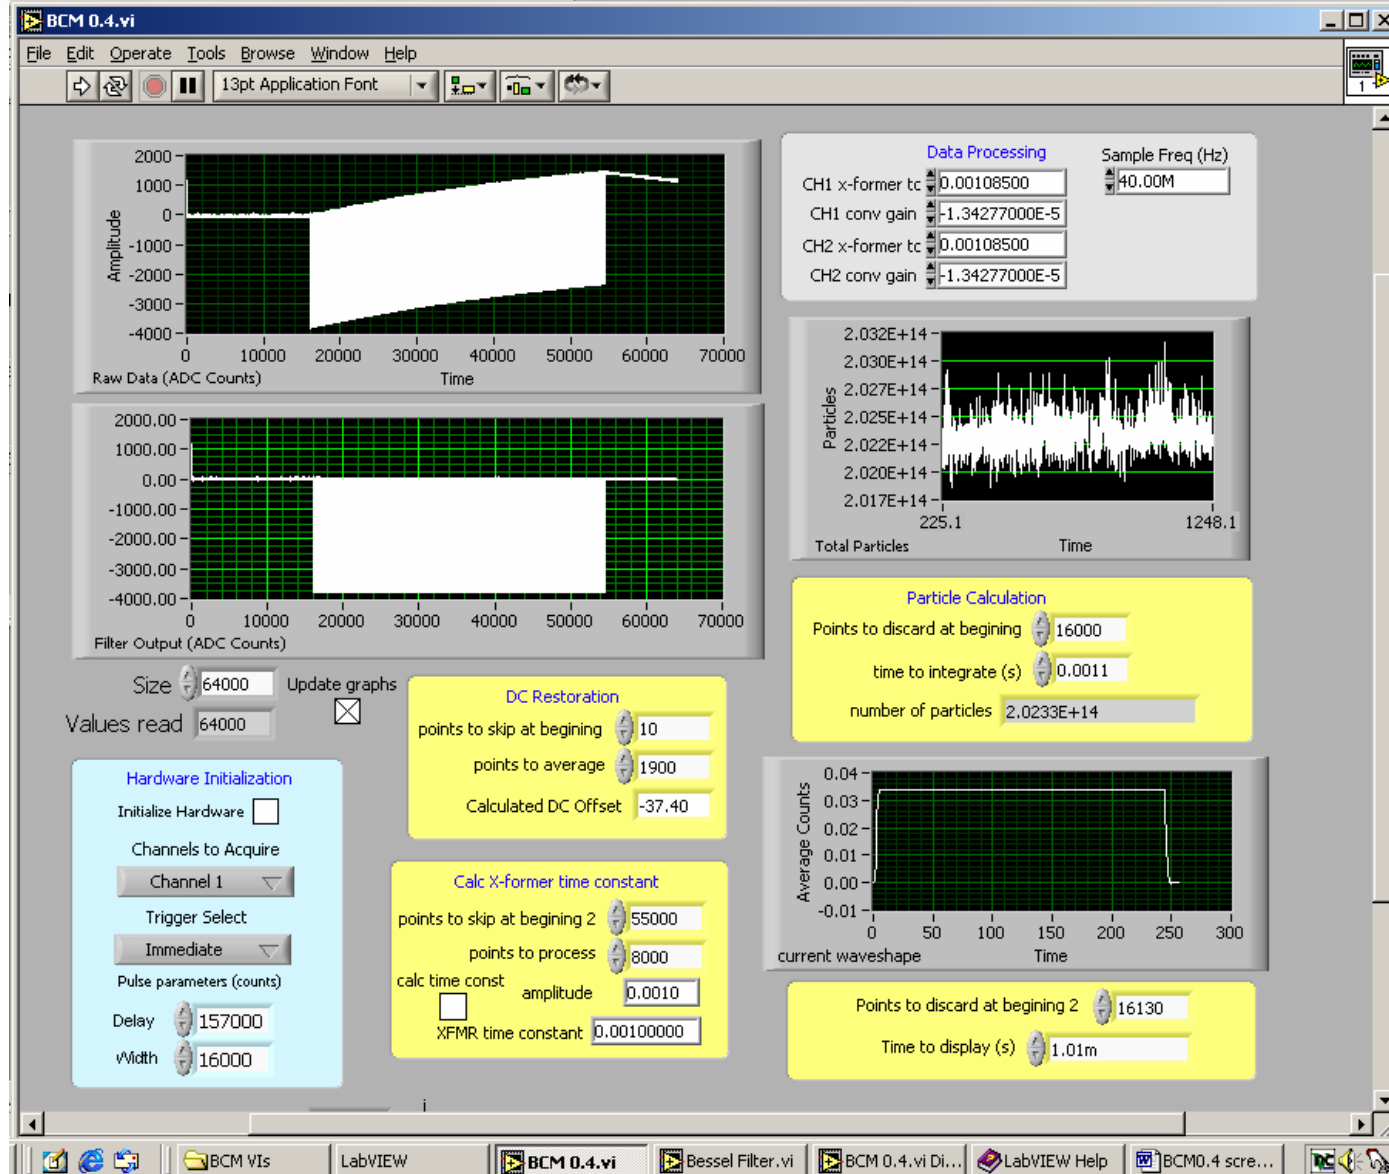 BCM 0.4.vi
File Edit Operate Tools Browse Window Help
13pt Application Font
1
2000
1000
0
-1000
-2000
-3000
-4000
Amplitude
0 10000 20000 30000 40000 50000 60000 70000
Raw Data (ADC Counts) Time
2000.00
1000.00
0.00
-1000.00
-2000.00
-3000.00
-4000.00
0 10000 20000 30000 40000 50000 60000 70000
Filter Output (ADC Counts)
Size 64000 Update graphs
Values read 64000
Hardware Initialization
Initialize Hardware
Channels to Acquire
Channel 1
Trigger Select
Immediate
Pulse parameters (counts)
Delay 157000
Width 16000
DC Restoration
points to skip at begining 10
points to average 1900
Calculated DC Offset -37.40
Calc X-former time constant
points to skip at begining 2 55000
points to process 8000
calc time const amplitude 0.0010
XFMR time constant 0.00100000
Data Processing Sample Freq (Hz)
CH1 x-former tc 0.00108500 40.00M
CH1 conv gain -1.34277000E-5
CH2 x-former tc 0.00108500
CH2 conv gain -1.34277000E-5
2.032E+14
2.030E+14
2.027E+14
2.025E+14
2.022E+14
2.020E+14
2.017E+14
Particles
225.1 1248.1
Total Particles Time
Particle Calculation
Points to discard at begining 16000
time to integrate (s) 0.0011
number of particles 2.0233E+14
0.04
0.03
0.02
0.01
0.00
-0.01
Average Counts
0 50 100 150 200 250 300
current waveshape Time
Points to discard at begining 2 16130
Time to display (s) 1.01m
BCM VIs LabVIEW BCM 0.4.vi Bessel Filter.vi BCM 0.4.vi Di... LabVIEW Help BCM0.4 scre...